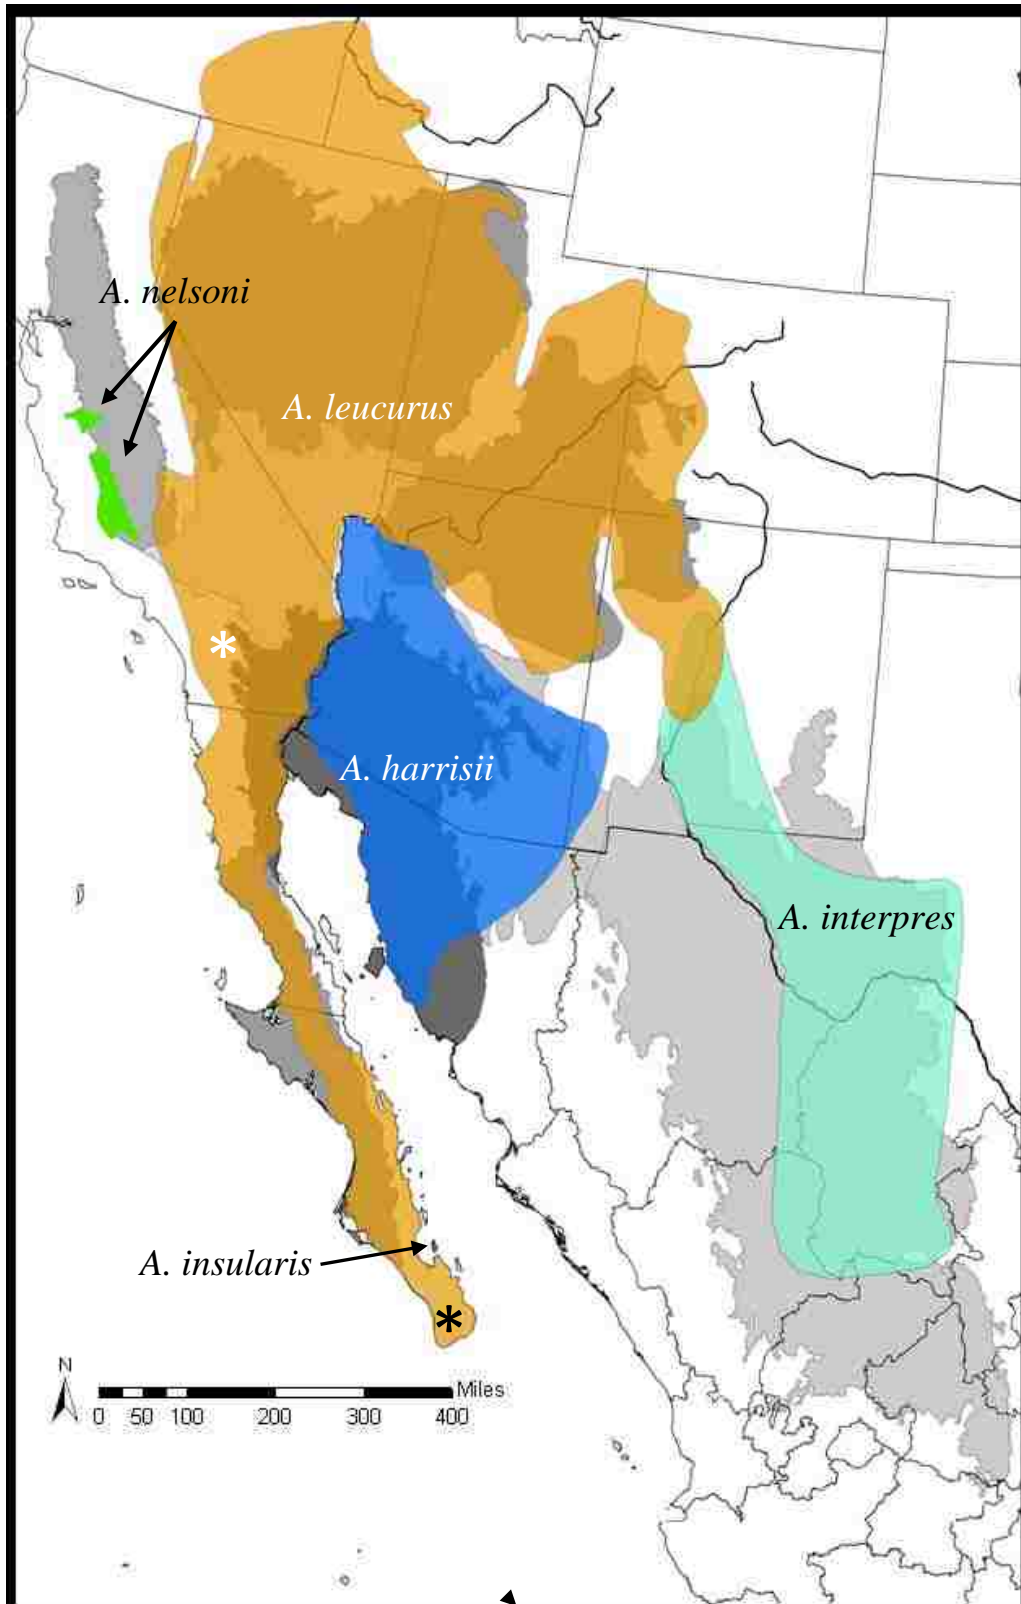 A. nelsoni
A. leucurus
*
A. harrisii
A. interpres
A. insularis
*
N
Miles
0 50 100 200 300 400